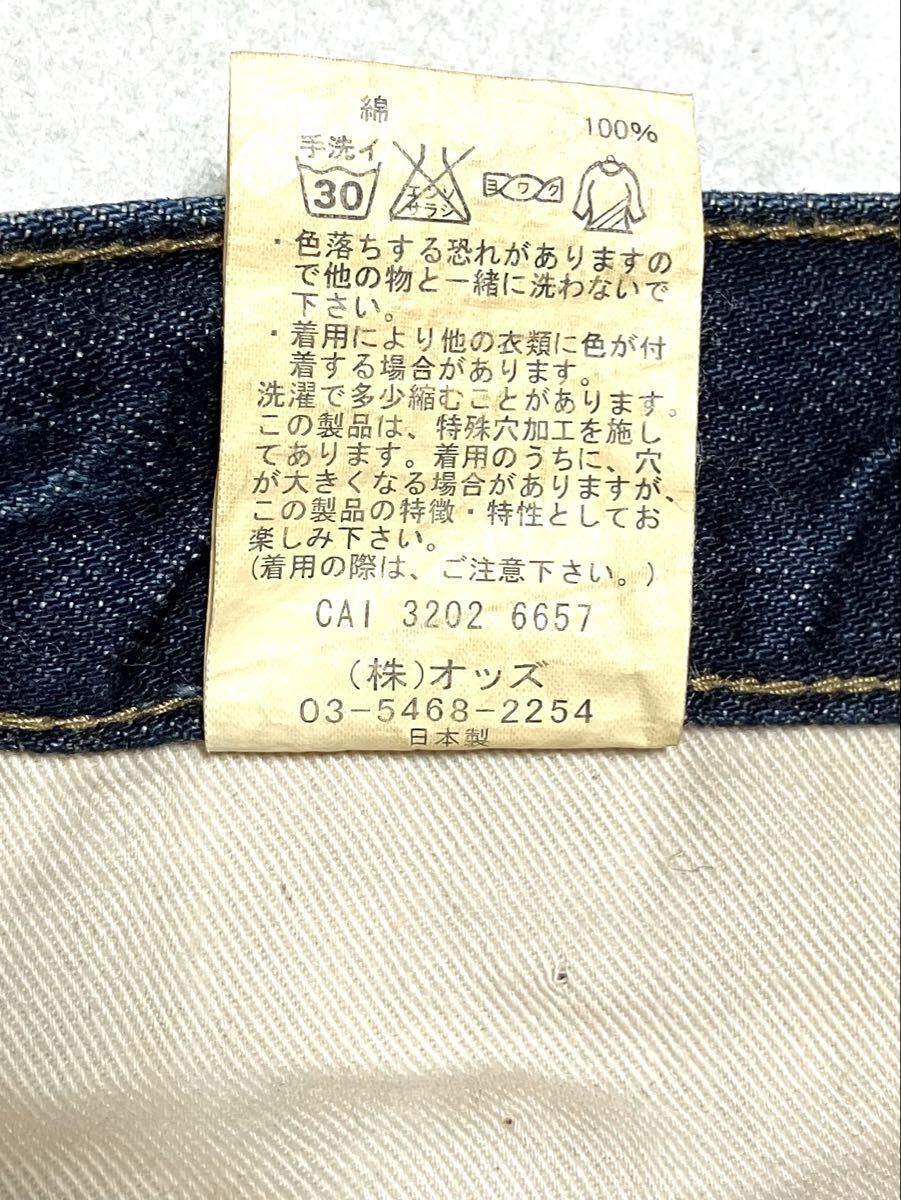 綿 100%
手洗イ
30 エンソ サラシ ヨワク
・色落ちする恐れがありますの
で他の物と一緒に洗わないで
下さい。
・着用により他の衣類に色が付
着する場合があります。
洗濯で多少縮むことがあります。
この製品は、特殊穴加工を施し
てあります。着用のうちに、穴
が大きくなる場合がありますが、
この製品の特徴・特性としてお
楽しみ下さい。
(着用の際は、ご注意下さい。)
CAI 3202 6657
(株)オッズ
03-5468-2254
日本製